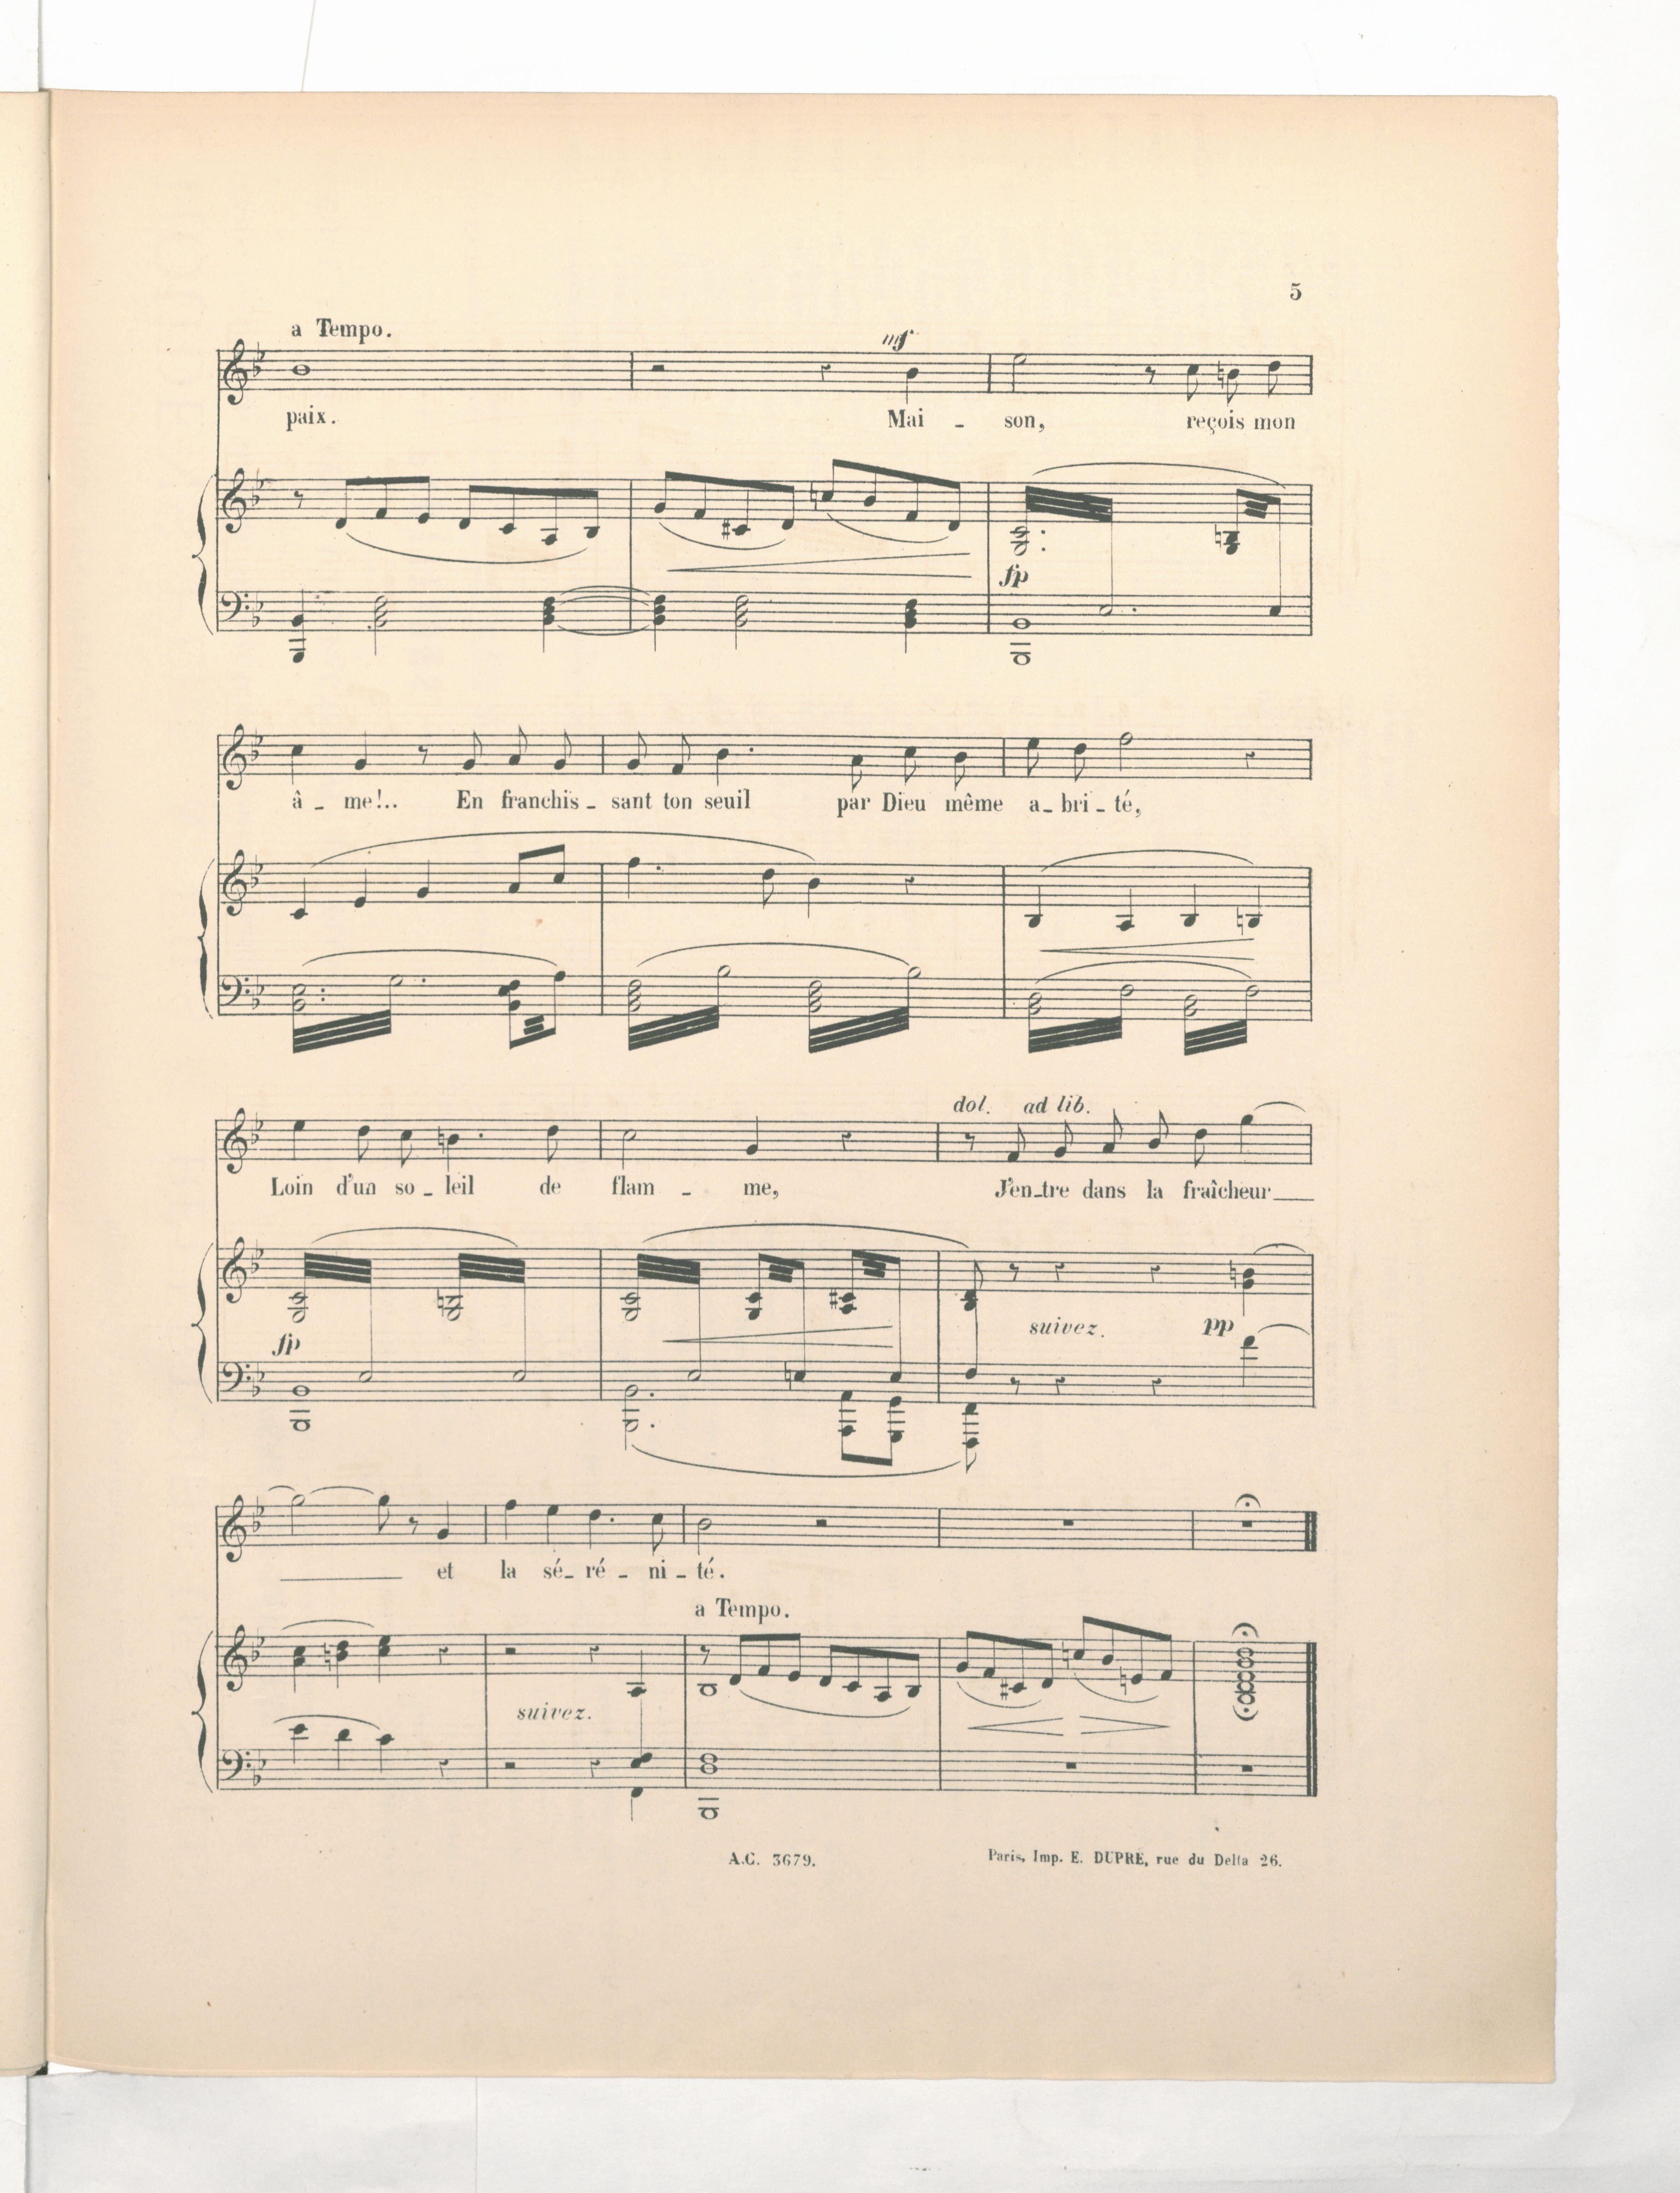 5
a Tempo.
mf
paix. Mai - son, reçois mon
fp
â - me!.. En franchis - sant ton seuil par Dieu même a - bri - té,
dol. ad lib.
Loin d'un so - leil de flam - me, J'en - tre dans la fraîcheur
fp
suivez. pp
et la sé - ré - ni - té.
a Tempo.
suivez.
A.C. 3679. Paris, Imp. E. DUPRÉ, rue du Delta 26.